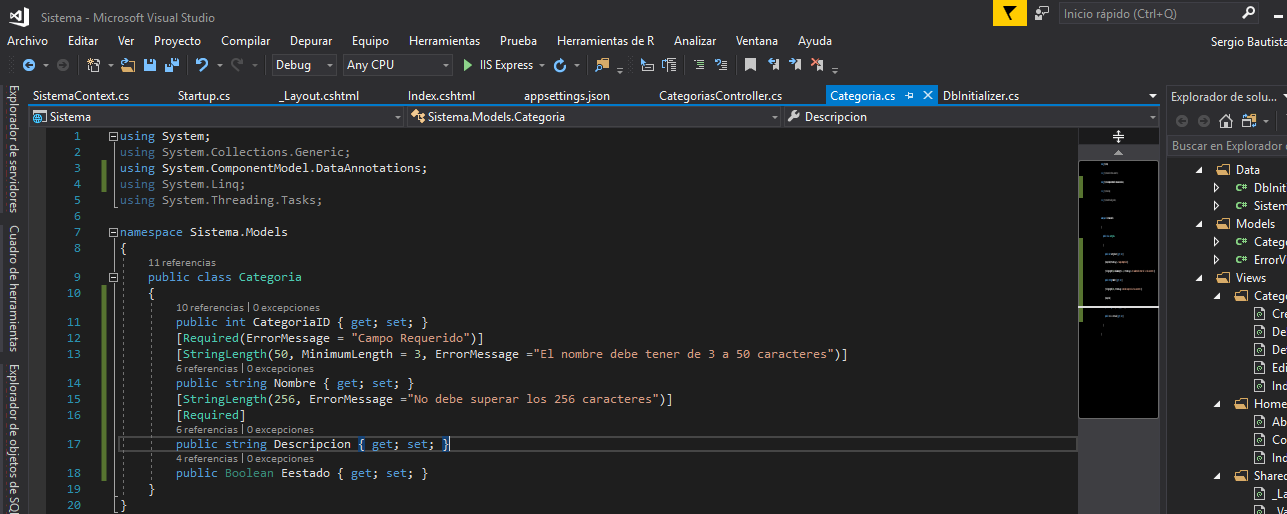 Sistema - Microsoft Visual Studio
Inicio rápido (Ctrl+Q)
Archivo Editar Ver Proyecto Compilar Depurar Equipo Herramientas Prueba Herramientas de R Analizar Ventana Ayuda
Sergio Bautista
Debug Any CPU IIS Express
SistemaContext.cs Startup.cs _Layout.cshtml Index.cshtml appsettings.json CategoriasController.cs Categoria.cs DbInitializer.cs
Sistema Sistema.Models.Categoria Descripcion
Explorador de servidores
Cuadro de herramientas
Explorador de objetos de SQL
1 using System;
2 using System.Collections.Generic;
3 using System.ComponentModel.DataAnnotations;
4 using System.Linq;
5 using System.Threading.Tasks;
6
7 namespace Sistema.Models
8 {
11 referencias
9 public class Categoria
10 {
10 referencias | 0 excepciones
11 public int CategoriaID { get; set; }
12 [Required(ErrorMessage = "Campo Requerido")]
13 [StringLength(50, MinimumLength = 3, ErrorMessage ="El nombre debe tener de 3 a 50 caracteres")]
6 referencias | 0 excepciones
14 public string Nombre { get; set; }
15 [StringLength(256, ErrorMessage ="No debe superar los 256 caracteres")]
16 [Required]
6 referencias | 0 excepciones
17 public string Descripcion { get; set; }
4 referencias | 0 excepciones
18 public Boolean Eestado { get; set; }
19 }
20 }
Explorador de solu...
Buscar en Explorador
Data
C# DbInit
C# Sistem
Models
C# Catego
C# ErrorV
Views
Catego
Cre
De
Det
Edi
Ind
Home
Ab
Co
Ind
Shared
_La
_Va